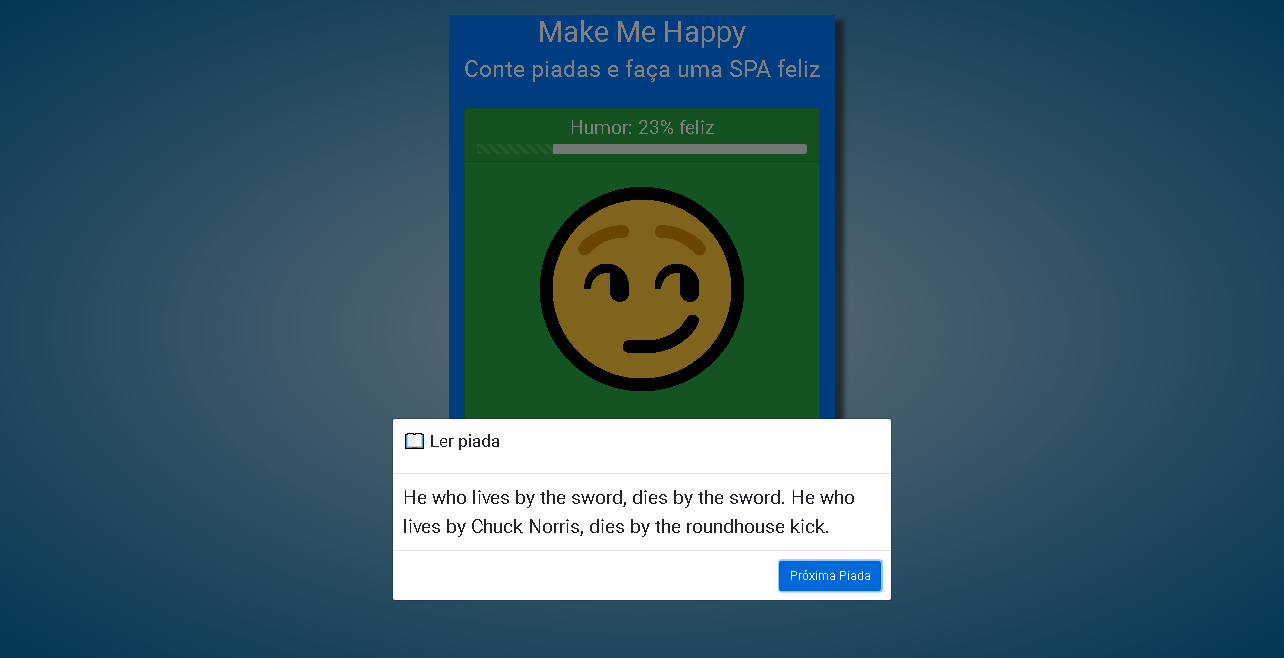 Make Me Happy
Conte piadas e faça uma SPA feliz
Humor: 23% feliz
Ler piada
He who lives by the sword, dies by the sword. He who
lives by Chuck Norris, dies by the roundhouse kick.
Próxima Piada